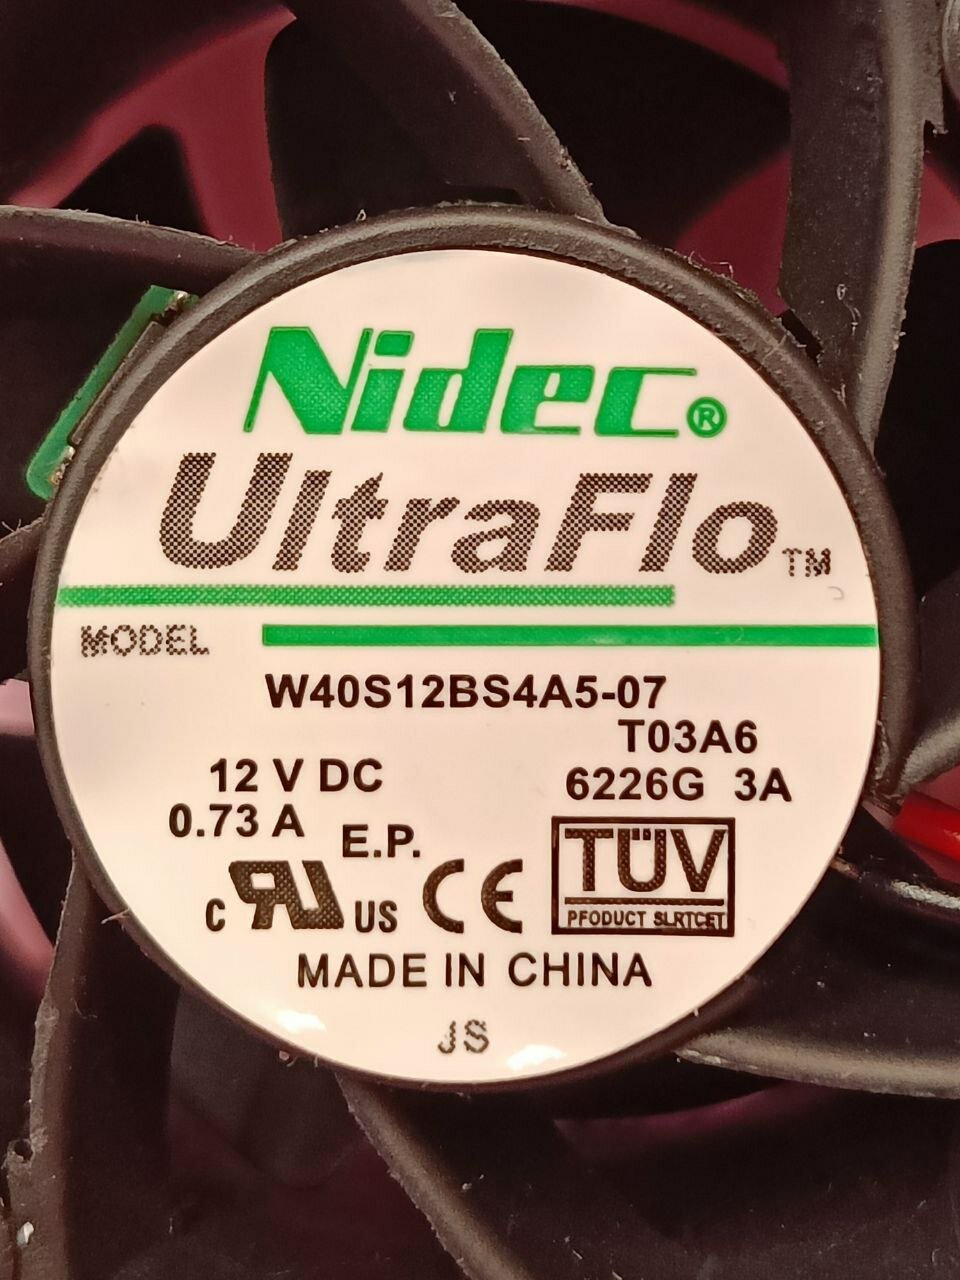 Nidec®
UltraFlo™
MODEL
W40S12BS4A5-07
T03A6
12 V DC
6226G 3A
0.73 A
E.P.
C RU US CE TÜV
PFODUCT SLRTCET
MADE IN CHINA
JS